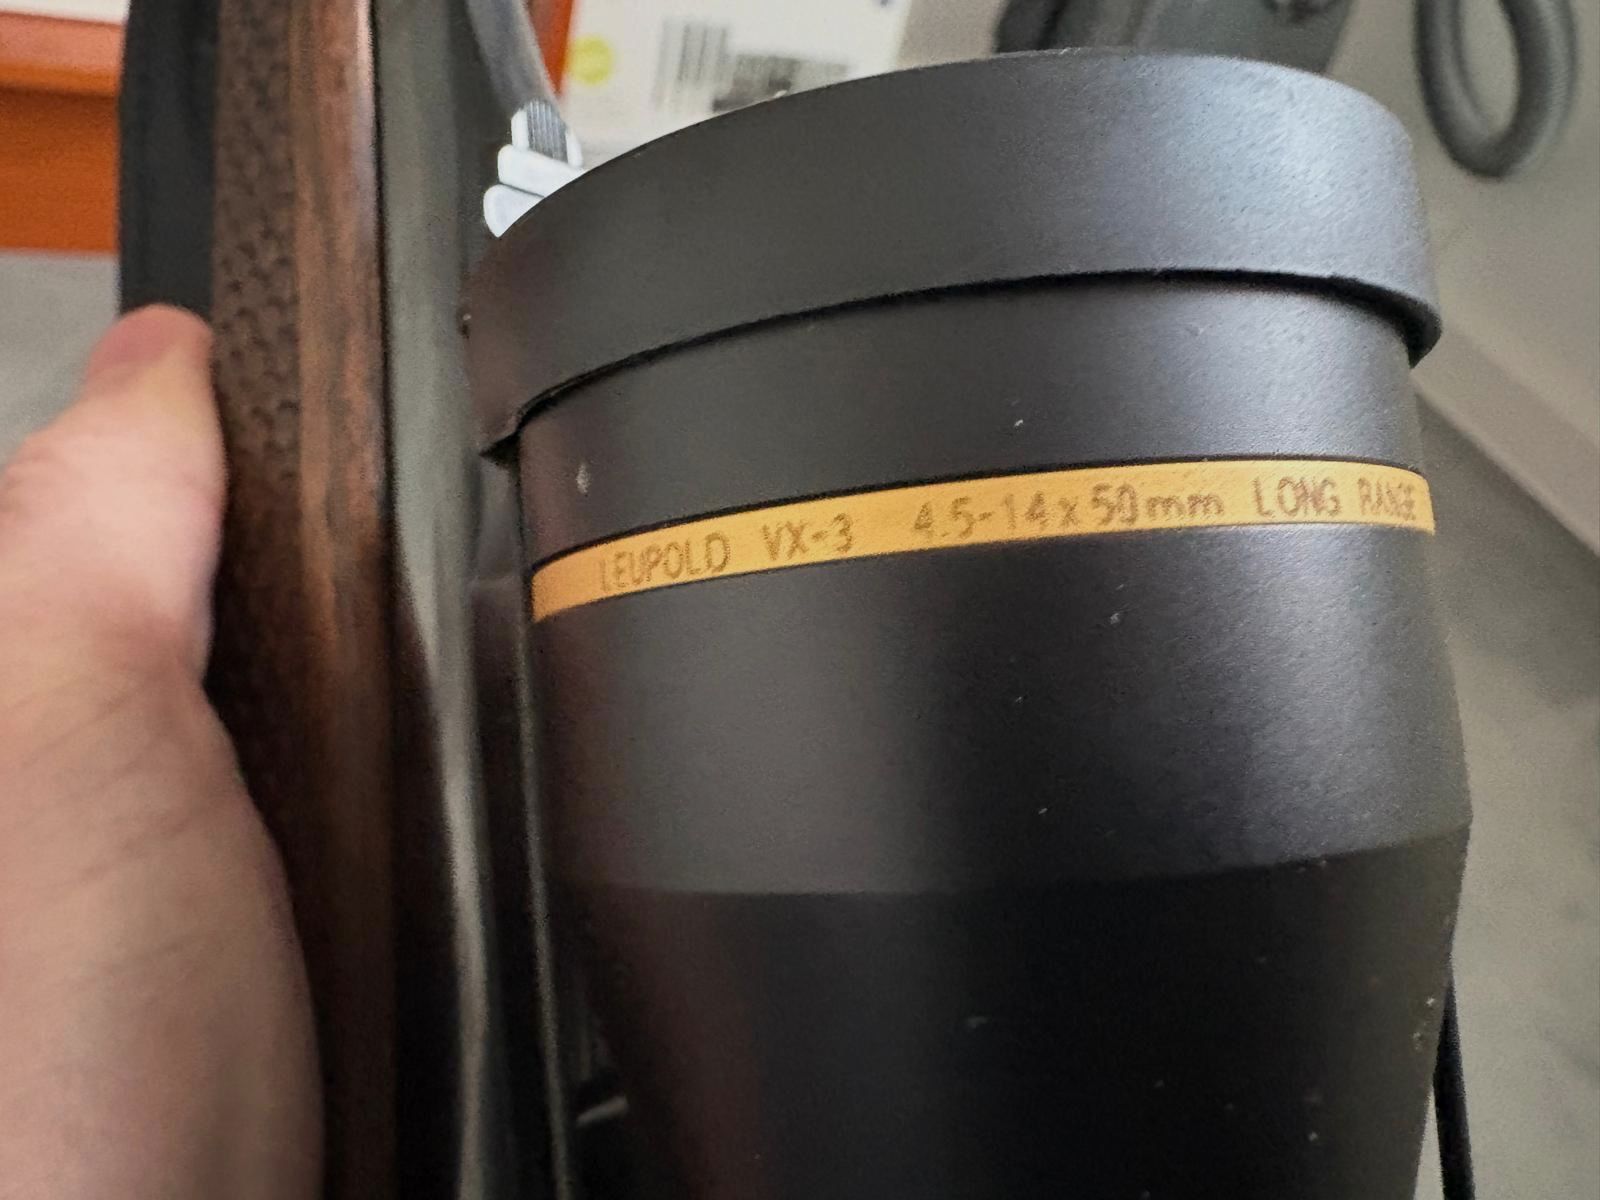 LEUPOLD VX-3 4.5-14x50mm LONG RANGE